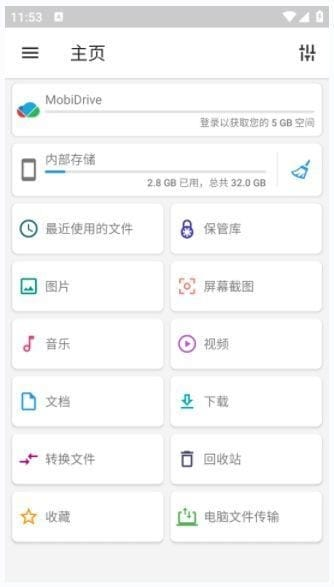 11:53
主页
MobiDrive
登录以获取您的 5 GB 空间
内部存储
2.8 GB 已用，总共 32.0 GB
最近使用的文件
保管库
图片
屏幕截图
音乐
视频
文档
下载
转换文件
回收站
收藏
电脑文件传输